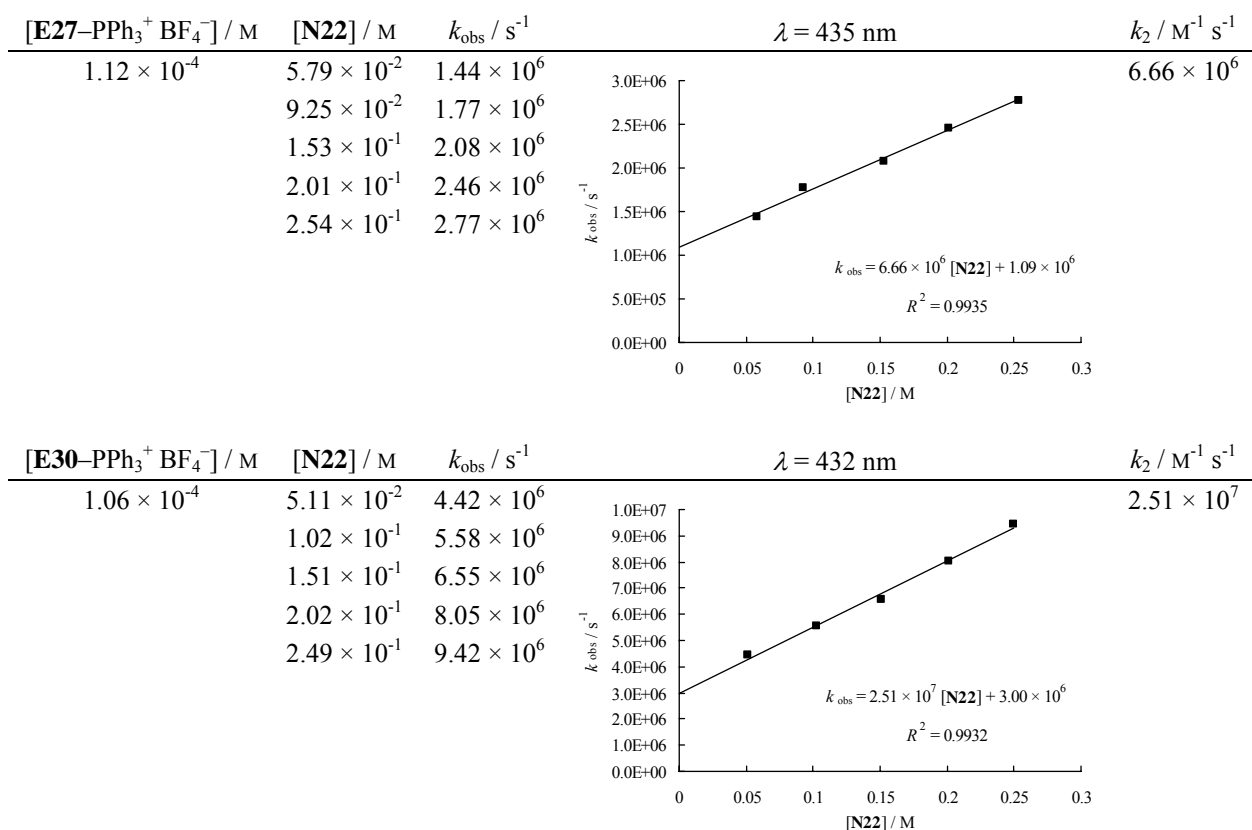 [E27–PPh₃⁺ BF₄⁻] / M [N22] / M k_obs / s⁻¹ λ = 435 nm k₂ / M⁻¹ s⁻¹
1.12 × 10⁻⁴ 5.79 × 10⁻² 1.44 × 10⁶ 6.66 × 10⁶
9.25 × 10⁻² 1.77 × 10⁶
1.53 × 10⁻¹ 2.08 × 10⁶
2.01 × 10⁻¹ 2.46 × 10⁶
2.54 × 10⁻¹ 2.77 × 10⁶
3.0E+06
2.5E+06
2.0E+06
1.5E+06
1.0E+06
5.0E+05
0.0E+00
k obs / s⁻¹
k obs = 6.66 × 10⁶ [N22] + 1.09 × 10⁶
R² = 0.9935
0 0.05 0.1 0.15 0.2 0.25 0.3
[N22] / M
[E30–PPh₃⁺ BF₄⁻] / M [N22] / M k_obs / s⁻¹ λ = 432 nm k₂ / M⁻¹ s⁻¹
1.06 × 10⁻⁴ 5.11 × 10⁻² 4.42 × 10⁶ 2.51 × 10⁷
1.02 × 10⁻¹ 5.58 × 10⁶
1.51 × 10⁻¹ 6.55 × 10⁶
2.02 × 10⁻¹ 8.05 × 10⁶
2.49 × 10⁻¹ 9.42 × 10⁶
1.0E+07
9.0E+06
8.0E+06
7.0E+06
6.0E+06
5.0E+06
4.0E+06
3.0E+06
2.0E+06
1.0E+06
0.0E+00
k obs / s⁻¹
k obs = 2.51 × 10⁷ [N22] + 3.00 × 10⁶
R² = 0.9932
0 0.05 0.1 0.15 0.2 0.25 0.3
[N22] / M